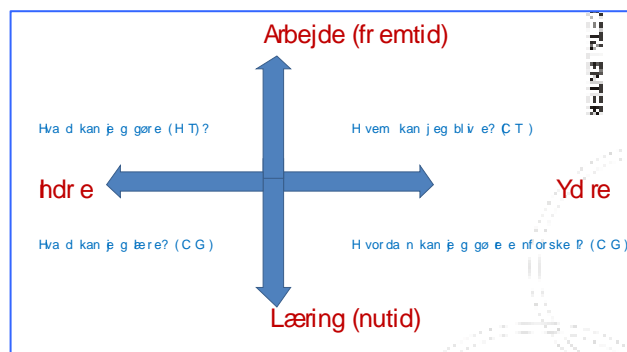 Arbejde (fremtid)
Hvad kan jeg gøre (HT)?
Hvem kan jeg blive? (CT)
Indre
Ydre
Hvad kan jeg lære? (CG)
Hvordan kan jeg gøre en forskel? (CG)
Læring (nutid)